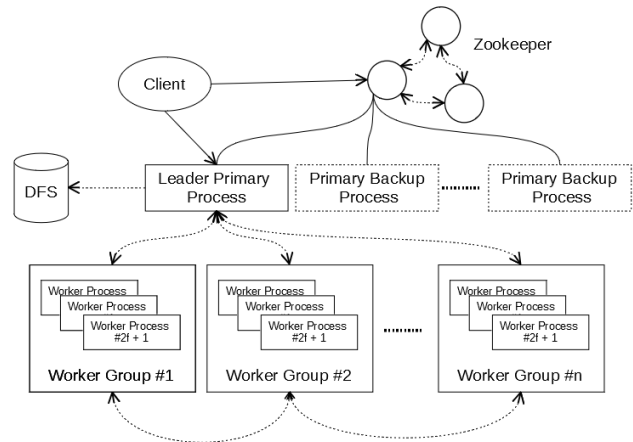 Zookeeper
Client
DFS
Leader Primary
Process
Primary Backup
Process
Primary Backup
Process
Worker Process
Worker Process
Worker Process
#2f + 1
Worker Group #1
Worker Process
Worker Process
Worker Process
#2f + 1
Worker Group #2
Worker Process
Worker Process
Worker Process
#2f + 1
Worker Group #n